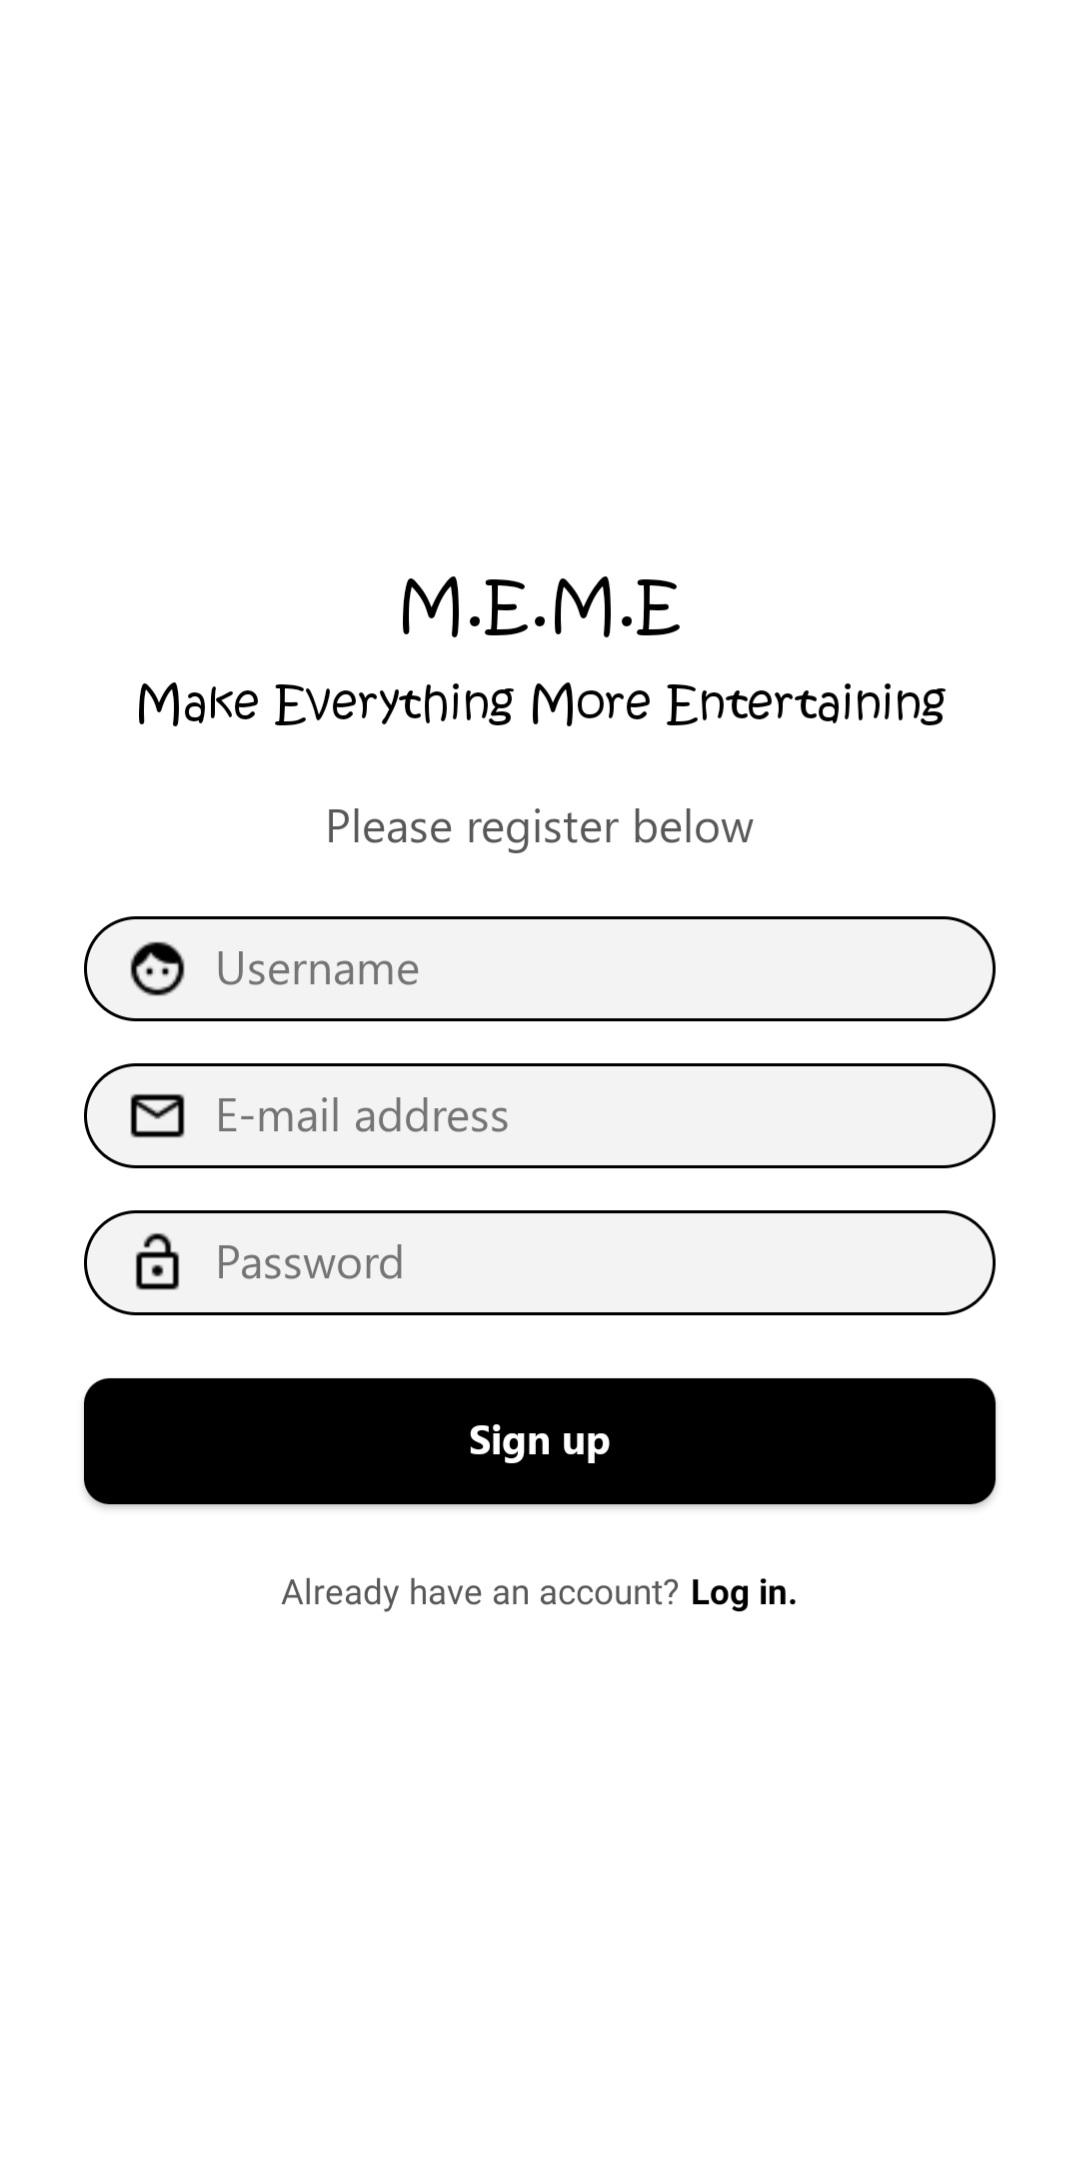 M.E.M.E
Make Everything More Entertaining
Please register below
Username
E-mail address
Password
Sign up
Already have an account? Log in.